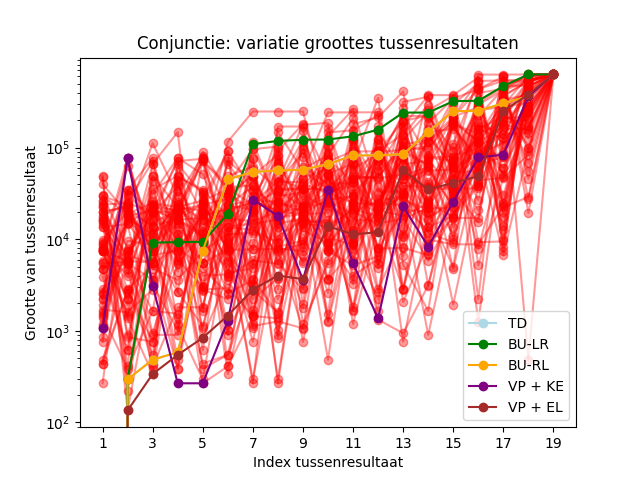 Conjunctie: variatie groottes tussenresultaten
Grootte van tussenresultaat
10^5
10^4
10^3
10^2
1 3 5 7 9 11 13 15 17 19
Index tussenresultaat
TD
BU-LR
BU-RL
VP + KE
VP + EL